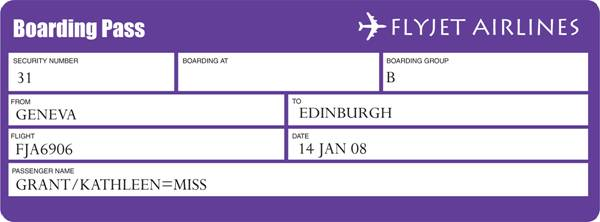 Boarding Pass FLYJET AIRLINES
SECURITY NUMBER BOARDING AT BOARDING GROUP
31 B
FROM TO
GENEVA EDINBURGH
FLIGHT DATE
FJA6906 14 JAN 08
PASSENGER NAME
GRANT/KATHLEEN=MISS